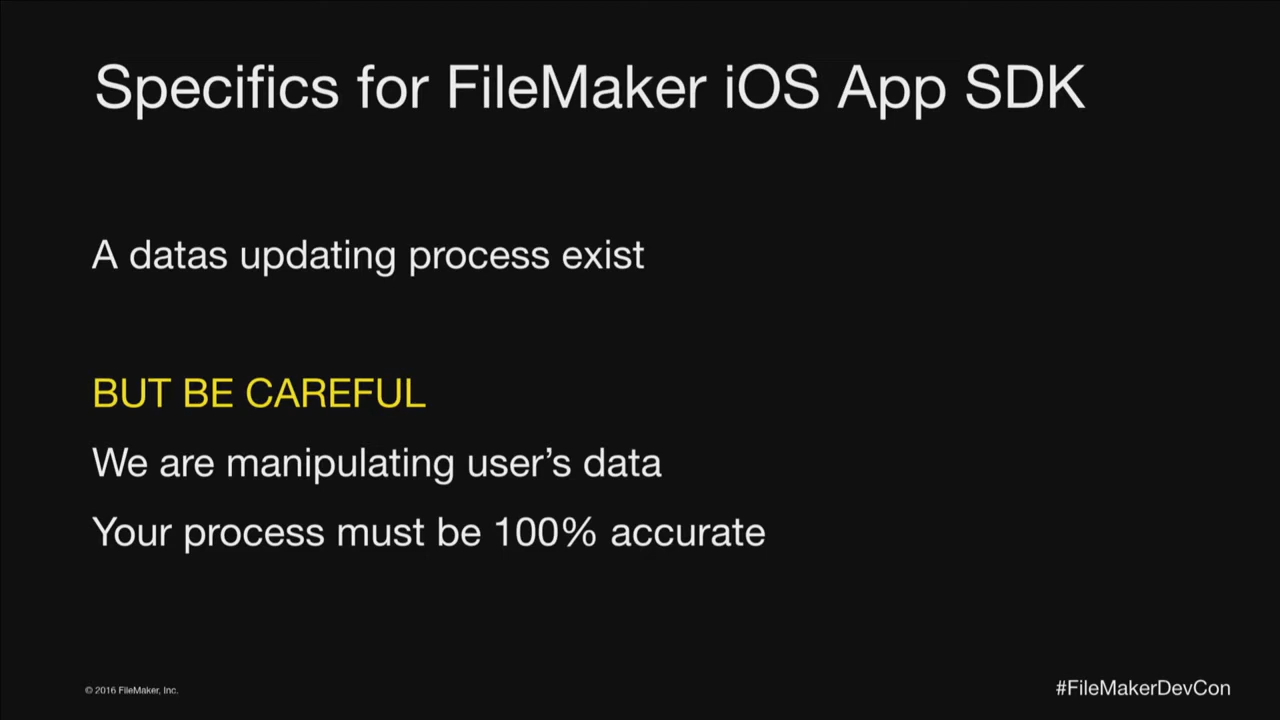 Specifics for FileMaker iOS App SDK
A datas updating process exist
BUT BE CAREFUL
We are manipulating user’s data
Your process must be 100% accurate
© 2016 FileMaker, Inc.
#FileMakerDevCon